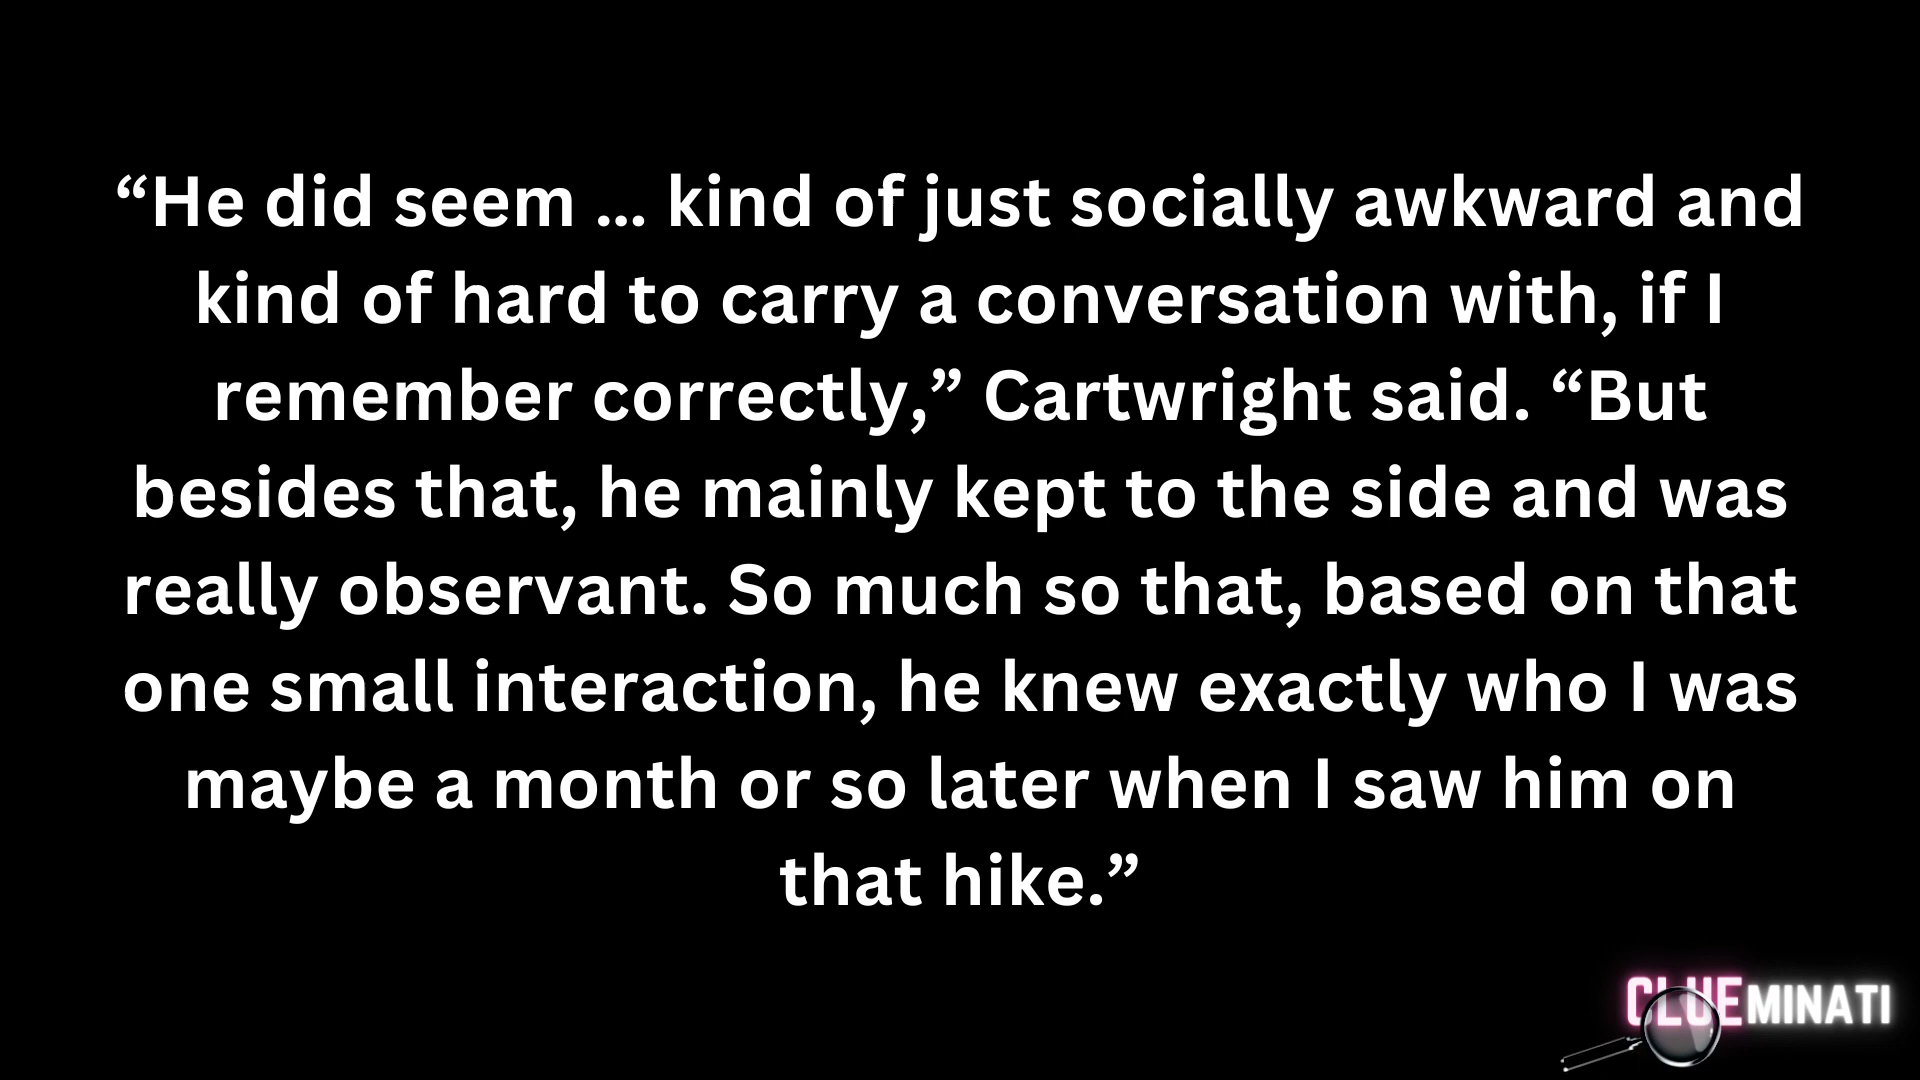 “He did seem ... kind of just socially awkward and
kind of hard to carry a conversation with, if I
remember correctly,” Cartwright said. “But
besides that, he mainly kept to the side and was
really observant. So much so that, based on that
one small interaction, he knew exactly who I was
maybe a month or so later when I saw him on
that hike.”
CLUEMINATI